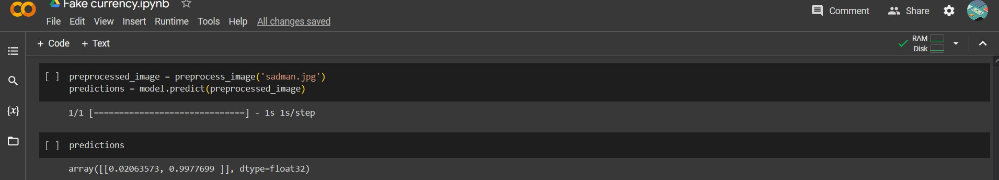 Fake currency.ipynb
File Edit View Insert Runtime Tools Help All changes saved
Comment Share
+ Code + Text
RAM
Disk
{x}
[ ] preprocessed_image = preprocess_image('sadman.jpg')
predictions = model.predict(preprocessed_image)
1/1 [==============================] - 1s 1s/step
[ ] predictions
array([[0.02063573, 0.9977699 ]], dtype=float32)